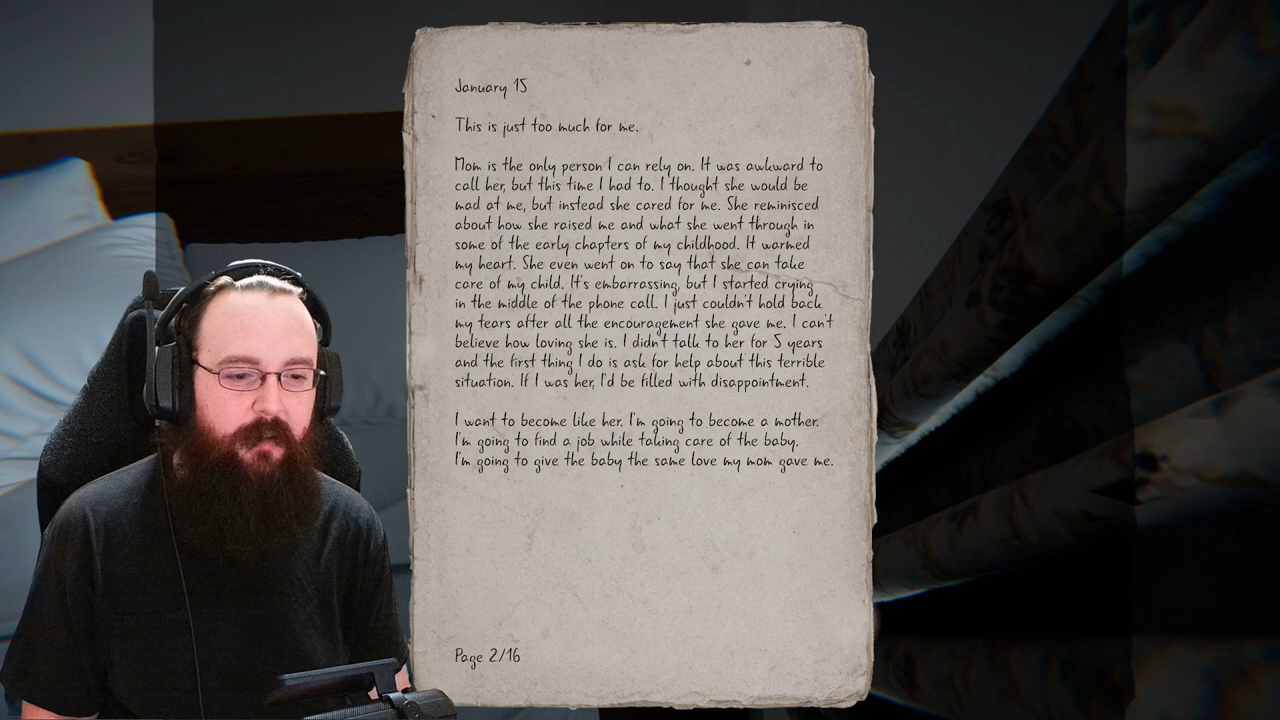 January 15
This is just too much for me.
Mom is the only person I can rely on. It was awkward to
call her, but this time I had to. I thought she would be
mad at me, but instead she cared for me. She reminisced
about how she raised me and what she went through in
some of the early chapters of my childhood. It warmed
my heart. She even went on to say that she can take
care of my child. It's embarrassing, but I started crying
in the middle of the phone call. I just couldn't hold back
my tears after all the encouragement she gave me. I can't
believe how loving she is. I didn't talk to her for 5 years
and the first thing I do is ask for help about this terrible
situation. If I was her, I'd be filled with disappointment.
I want to become like her. I'm going to become a mother.
I'm going to find a job while taking care of the baby.
I'm going to give the baby the same love my mom gave me.
Page 2/16